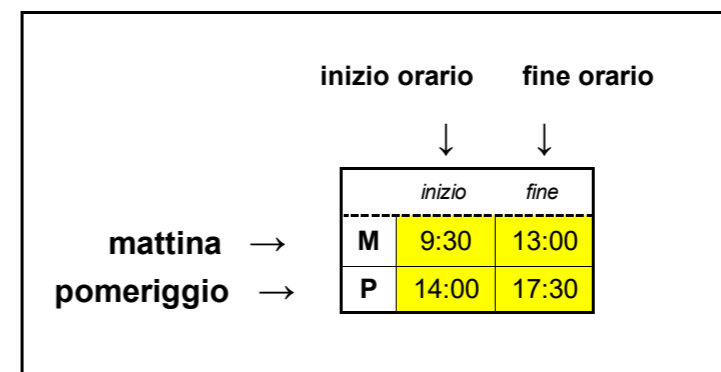 inizio orario fine orario
↓ ↓
inizio fine
mattina → M 9:30 13:00
pomeriggio → P 14:00 17:30